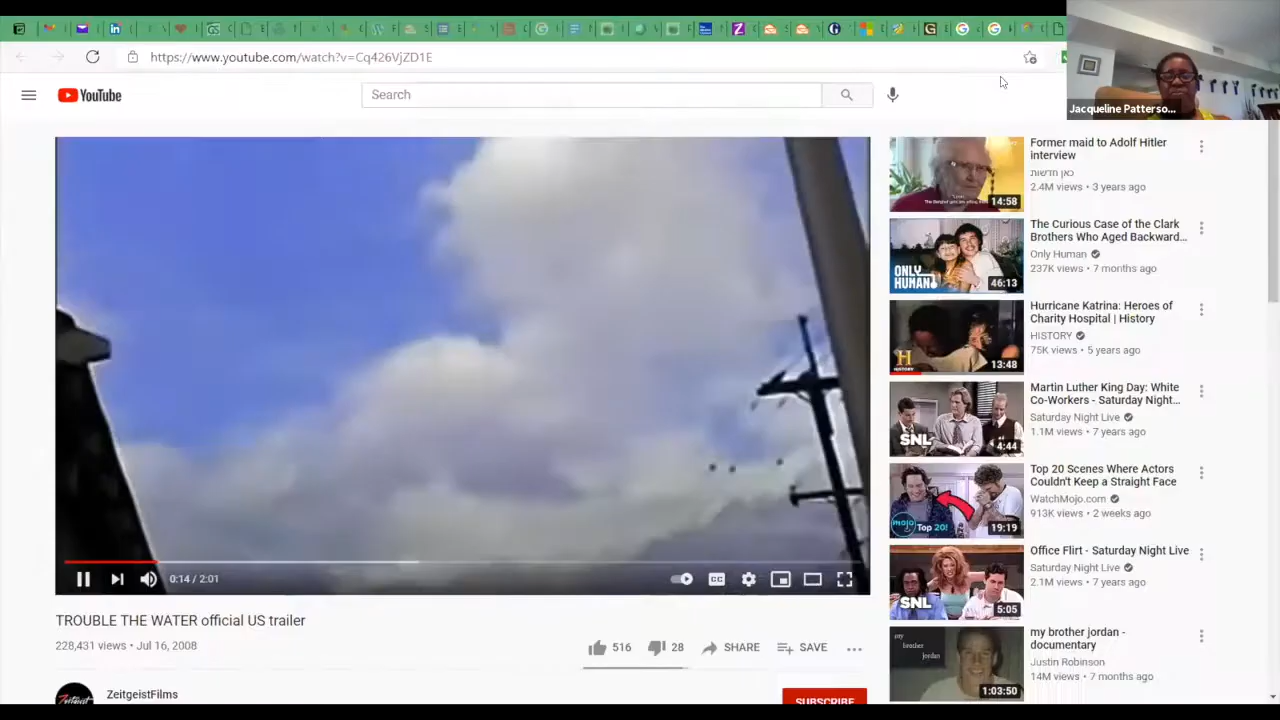 https://www.youtube.com/watch?v=Cq426VjZD1E
Jacqueline Patterso...
YouTube
Search
0:14 / 2:01
CC
TROUBLE THE WATER official US trailer
228,431 views • Jul 16, 2008
516
28
SHARE
SAVE
Zeitgeist
ZeitgeistFilms
SUBSCRIBE
14:58
Former maid to Adolf Hitler
interview
כאן חדשות
2.4M views • 3 years ago
ONLY
HUMAN
46:13
The Curious Case of the Clark
Brothers Who Aged Backward...
Only Human
237K views • 7 months ago
H
HISTORY
13:48
Hurricane Katrina: Heroes of
Charity Hospital | History
HISTORY
75K views • 5 years ago
SNL
4:44
Martin Luther King Day: White
Co-Workers - Saturday Night...
Saturday Night Live
1.1M views • 7 years ago
mojo
Top 20!
19:19
Top 20 Scenes Where Actors
Couldn't Keep a Straight Face
WatchMojo.com
913K views • 2 weeks ago
SNL
5:05
Office Flirt - Saturday Night Live
Saturday Night Live
2.1M views • 7 years ago
my
brother
jordan
1:03:50
my brother jordan -
documentary
Justin Robinson
14M views • 7 months ago